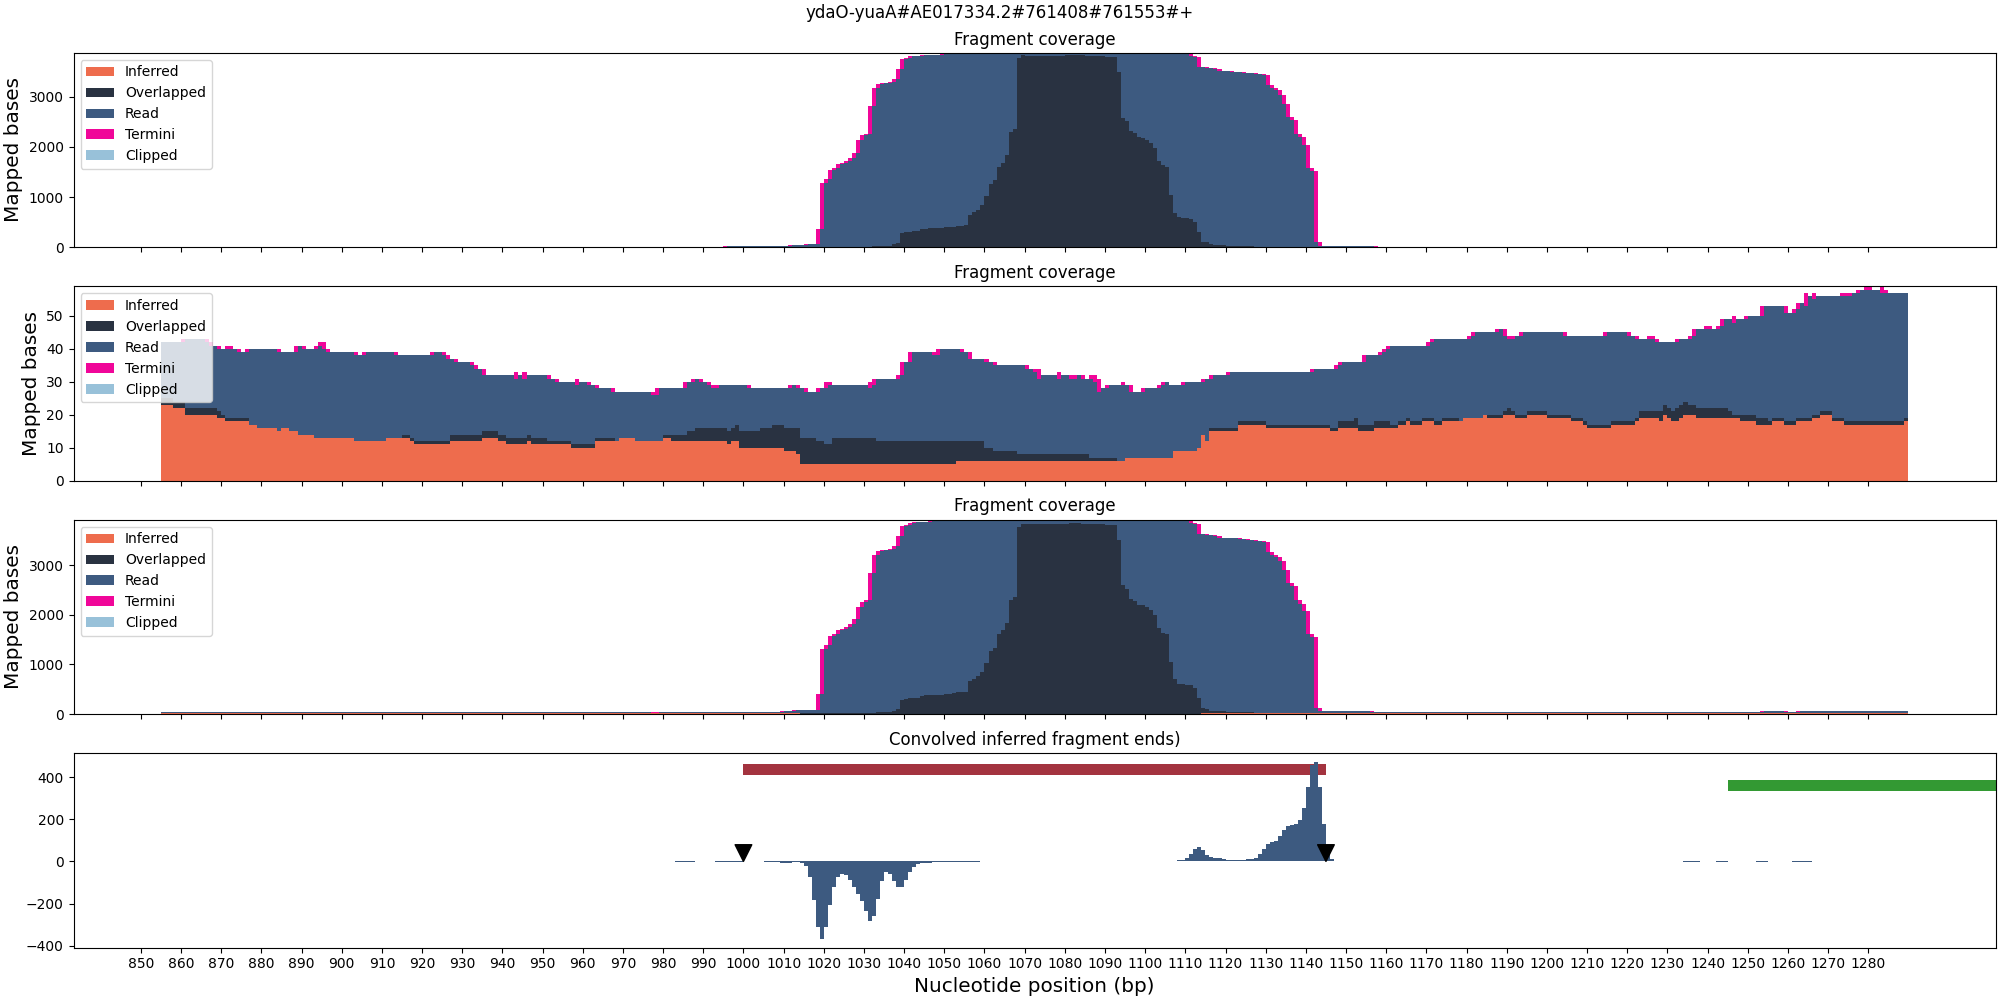 ydaO-yuaA#AE017334.2#761408#761553#+
Fragment coverage
Mapped bases
3000
2000
1000
0
Inferred
Overlapped
Read
Termini
Clipped
Fragment coverage
Mapped bases
50
40
30
20
10
0
Inferred
Overlapped
Read
Termini
Clipped
Fragment coverage
Mapped bases
3000
2000
1000
0
Inferred
Overlapped
Read
Termini
Clipped
Convolved inferred fragment ends)
400
200
0
−200
−400
850 860 870 880 890 900 910 920 930 940 950 960 970 980 990 1000 1010 1020 1030 1040 1050 1060 1070 1080 1090 1100 1110 1120 1130 1140 1150 1160 1170 1180 1190 1200 1210 1220 1230 1240 1250 1260 1270 1280
Nucleotide position (bp)